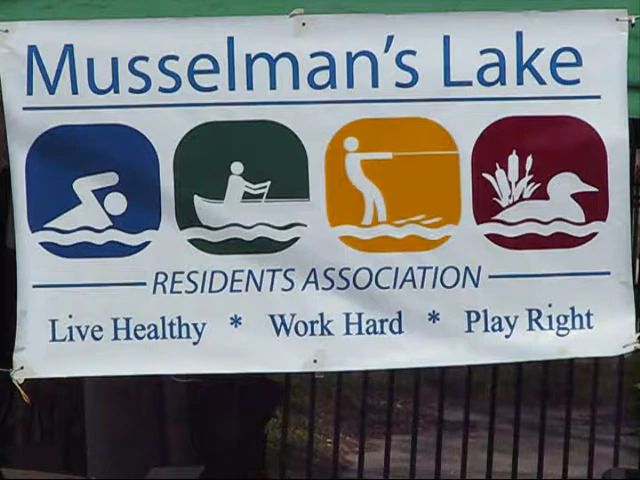 Musselman's Lake
RESIDENTS ASSOCIATION
Live Healthy * Work Hard * Play Right